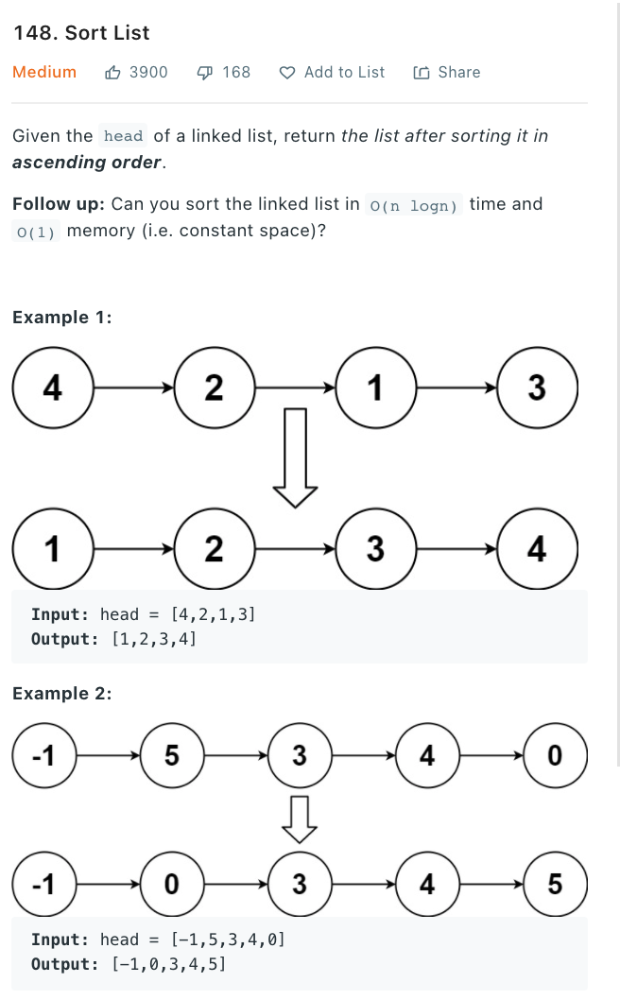 148. Sort List
Medium 3900 168 Add to List Share
Given the head of a linked list, return the list after sorting it in
ascending order.
Follow up: Can you sort the linked list in O(n logn) time and
O(1) memory (i.e. constant space)?
Example 1:
4 2 1 3
1 2 3 4
Input: head = [4,2,1,3]
Output: [1,2,3,4]
Example 2:
-1 5 3 4 0
-1 0 3 4 5
Input: head = [-1,5,3,4,0]
Output: [-1,0,3,4,5]